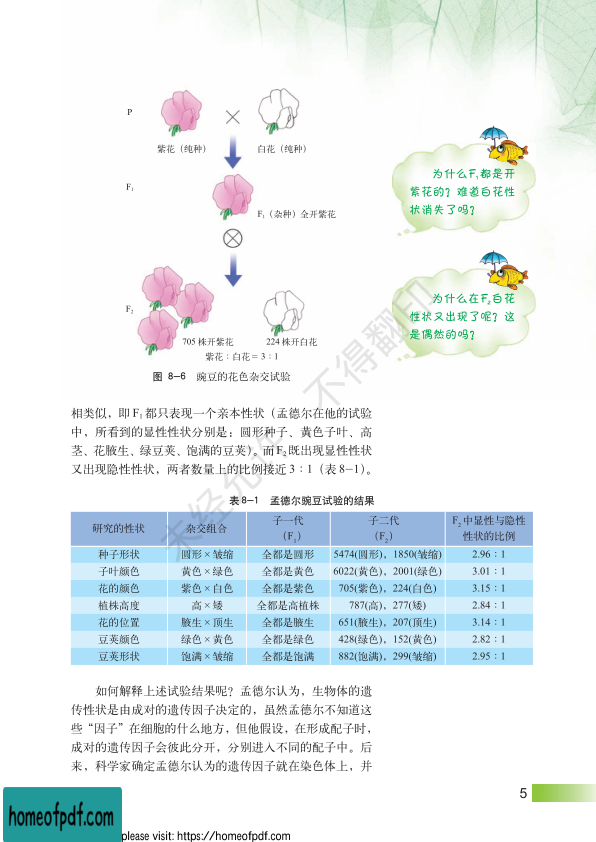 P
紫花（纯种）
白花（纯种）
F₁
F₁（杂种）全开紫花
F₂
705 株开紫花
224 株开白花
紫花∶白花＝3∶1
图 8–6 豌豆的花色杂交试验
为什么F₁都是开
紫花的？难道白花性
状消失了吗？
为什么在F₂白花
性状又出现了呢？这
是偶然的吗？
相类似，即 F₁ 都只表现一个亲本性状（孟德尔在他的试验
中，所看到的显性性状分别是：圆形种子、黄色子叶、高
茎、花腋生、绿豆荚、饱满的豆荚）。而 F₂ 既出现显性性状
又出现隐性性状，两者数量上的比例接近 3∶1（表 8–1）。
表 8–1 孟德尔豌豆试验的结果
研究的性状 杂交组合 子一代（F₁） 子二代（F₂） F₂ 中显性与隐性性状的比例
种子形状 圆形×皱缩 全都是圆形 5474(圆形)，1850(皱缩) 2.96∶1
子叶颜色 黄色×绿色 全都是黄色 6022(黄色)，2001(绿色) 3.01∶1
花的颜色 紫色×白色 全都是紫色 705(紫色)，224(白色) 3.15∶1
植株高度 高×矮 全都是高植株 787(高)，277(矮) 2.84∶1
花的位置 腋生×顶生 全都是腋生 651(腋生)，207(顶生) 3.14∶1
豆荚颜色 绿色×黄色 全都是绿色 428(绿色)，152(黄色) 2.82∶1
豆荚形状 饱满×皱缩 全都是饱满 882(饱满)，299(皱缩) 2.95∶1
如何解释上述试验结果呢？孟德尔认为，生物体的遗
传性状是由成对的遗传因子决定的，虽然孟德尔不知道这
些“因子”在细胞的什么地方，但他假设，在形成配子时，
成对的遗传因子会彼此分开，分别进入不同的配子中。后
来，科学家确定孟德尔认为的遗传因子就在染色体上，并
未经允许 不得翻印
5
homeofpdf.com
please visit: https://homeofpdf.com